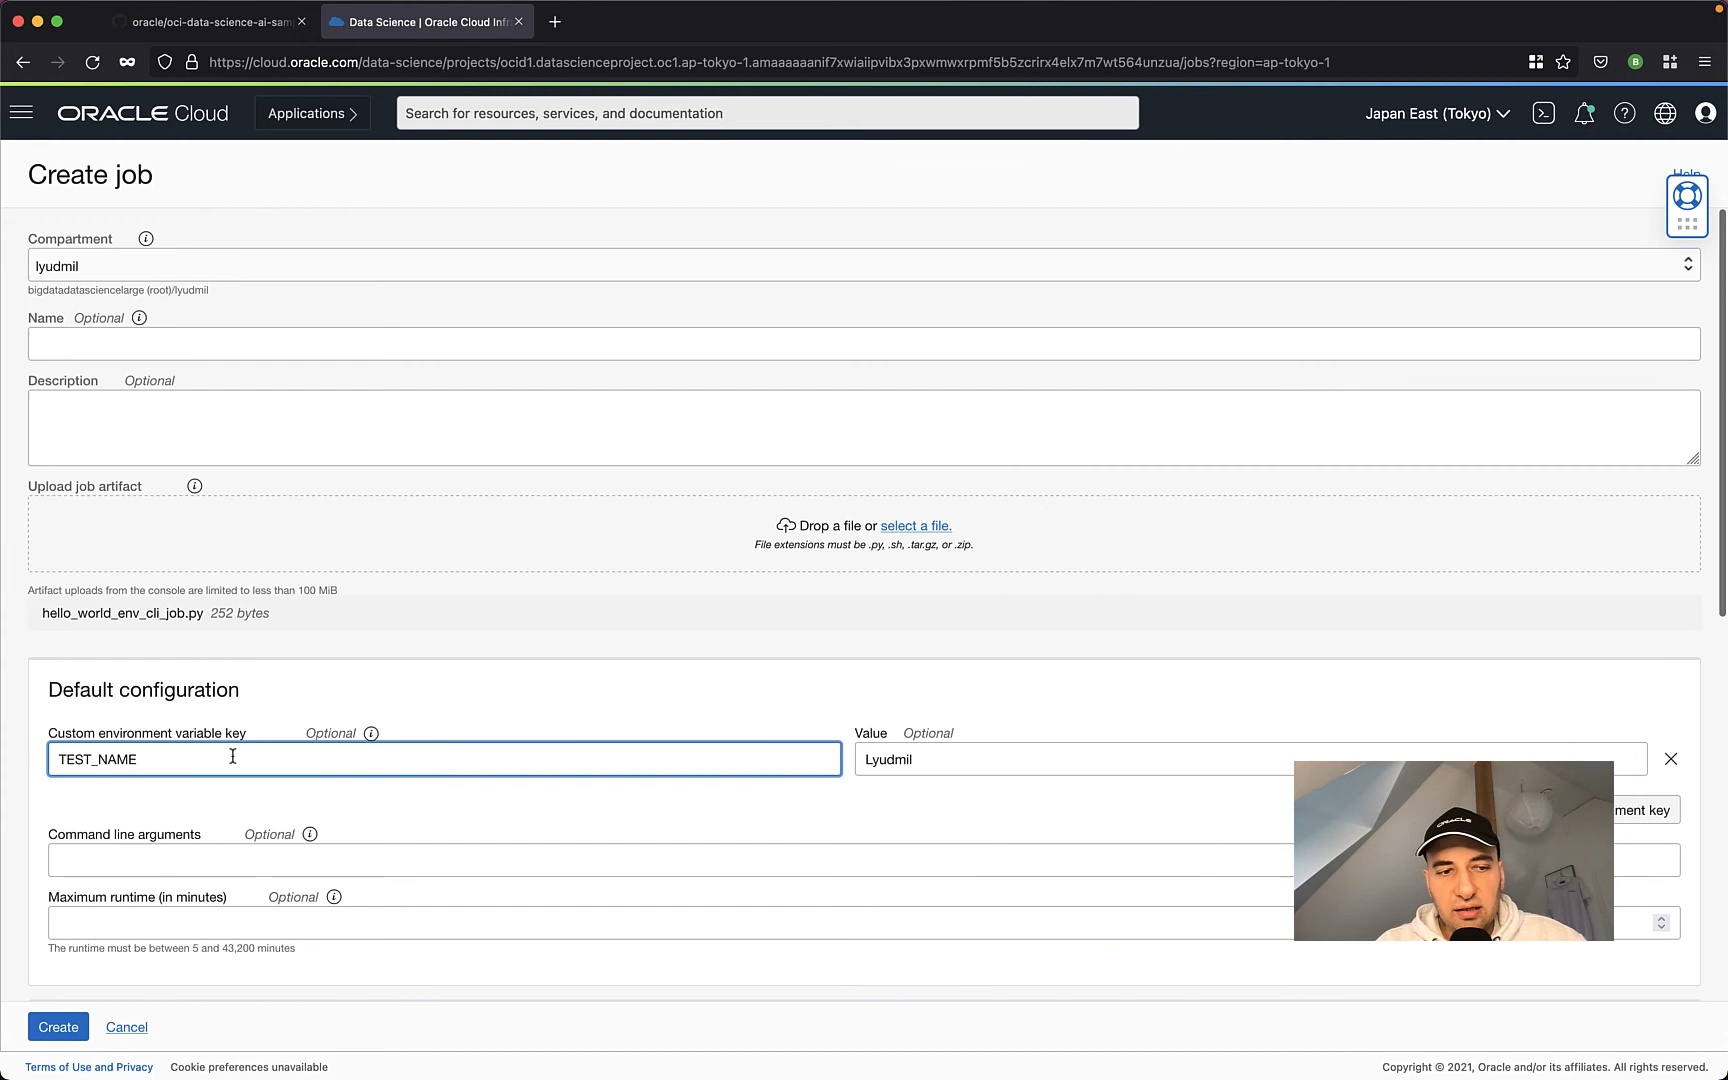 oracle/oci-data-science-ai-sam
Data Science | Oracle Cloud Infr
https://cloud.oracle.com/data-science/projects/ocid1.datascienceproject.oc1.ap-tokyo-1.amaaaaaanif7xwiaiipvibx3pxwmwxrpmf5b5zcrirx4elx7m7wt564unzua/jobs?region=ap-tokyo-1
B
ORACLE Cloud
Applications
Search for resources, services, and documentation
Japan East (Tokyo)
Create job
Help
Compartment
lyudmil
bigdatadatasciencelarge (root)/lyudmil
Name Optional
Description Optional
Upload job artifact
Drop a file or select a file.
File extensions must be .py, .sh, .tar.gz, or .zip.
Artifact uploads from the console are limited to less than 100 MiB
hello_world_env_cli_job.py 252 bytes
Default configuration
Custom environment variable key Optional
Value Optional
TEST_NAME
Lyudmil
ment key
Command line arguments Optional
ORACLE
Maximum runtime (in minutes) Optional
The runtime must be between 5 and 43,200 minutes
Create
Cancel
Terms of Use and Privacy
Cookie preferences unavailable
Copyright © 2021, Oracle and/or its affiliates. All rights reserved.